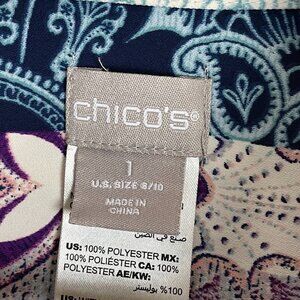 chico's®
1
U.S. SIZE 8/10
MADE IN
CHINA
صنع في الصين
US: 100% POLYESTER MX:
100% POLIÉSTER CA: 100%
POLYESTER AE/KW:
100% بوليستر